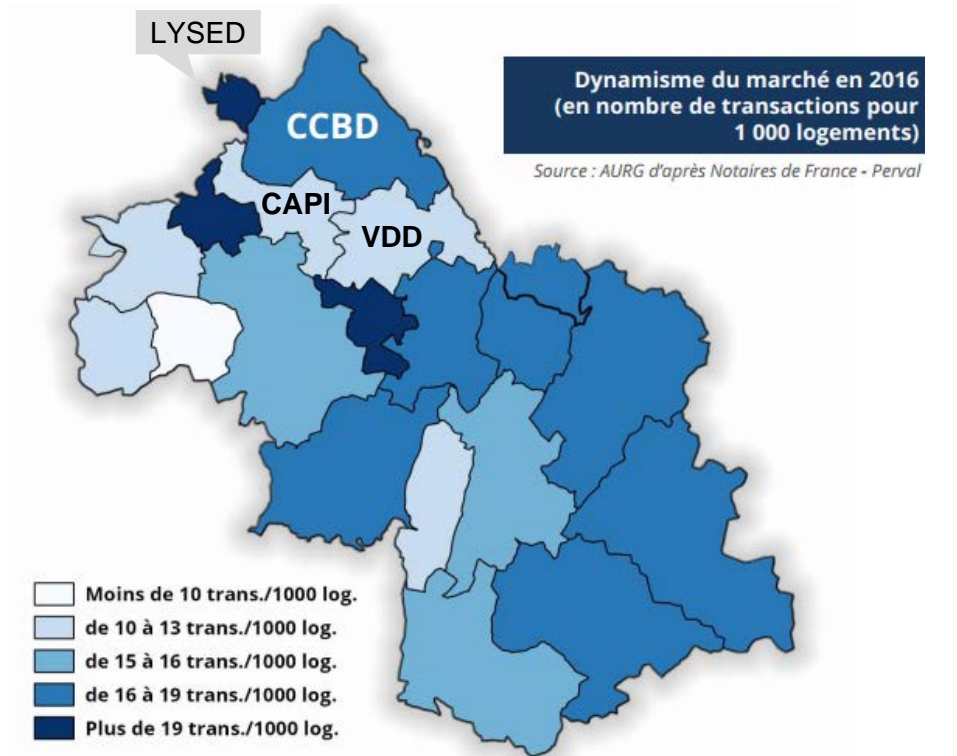 LYSED
Dynamisme du marché en 2016
(en nombre de transactions pour
1 000 logements)
Source : AURG d'après Notaires de France - Perval
CCBD
CAPI
VDD
Moins de 10 trans./1000 log.
de 10 à 13 trans./1000 log.
de 15 à 16 trans./1000 log.
de 16 à 19 trans./1000 log.
Plus de 19 trans./1000 log.